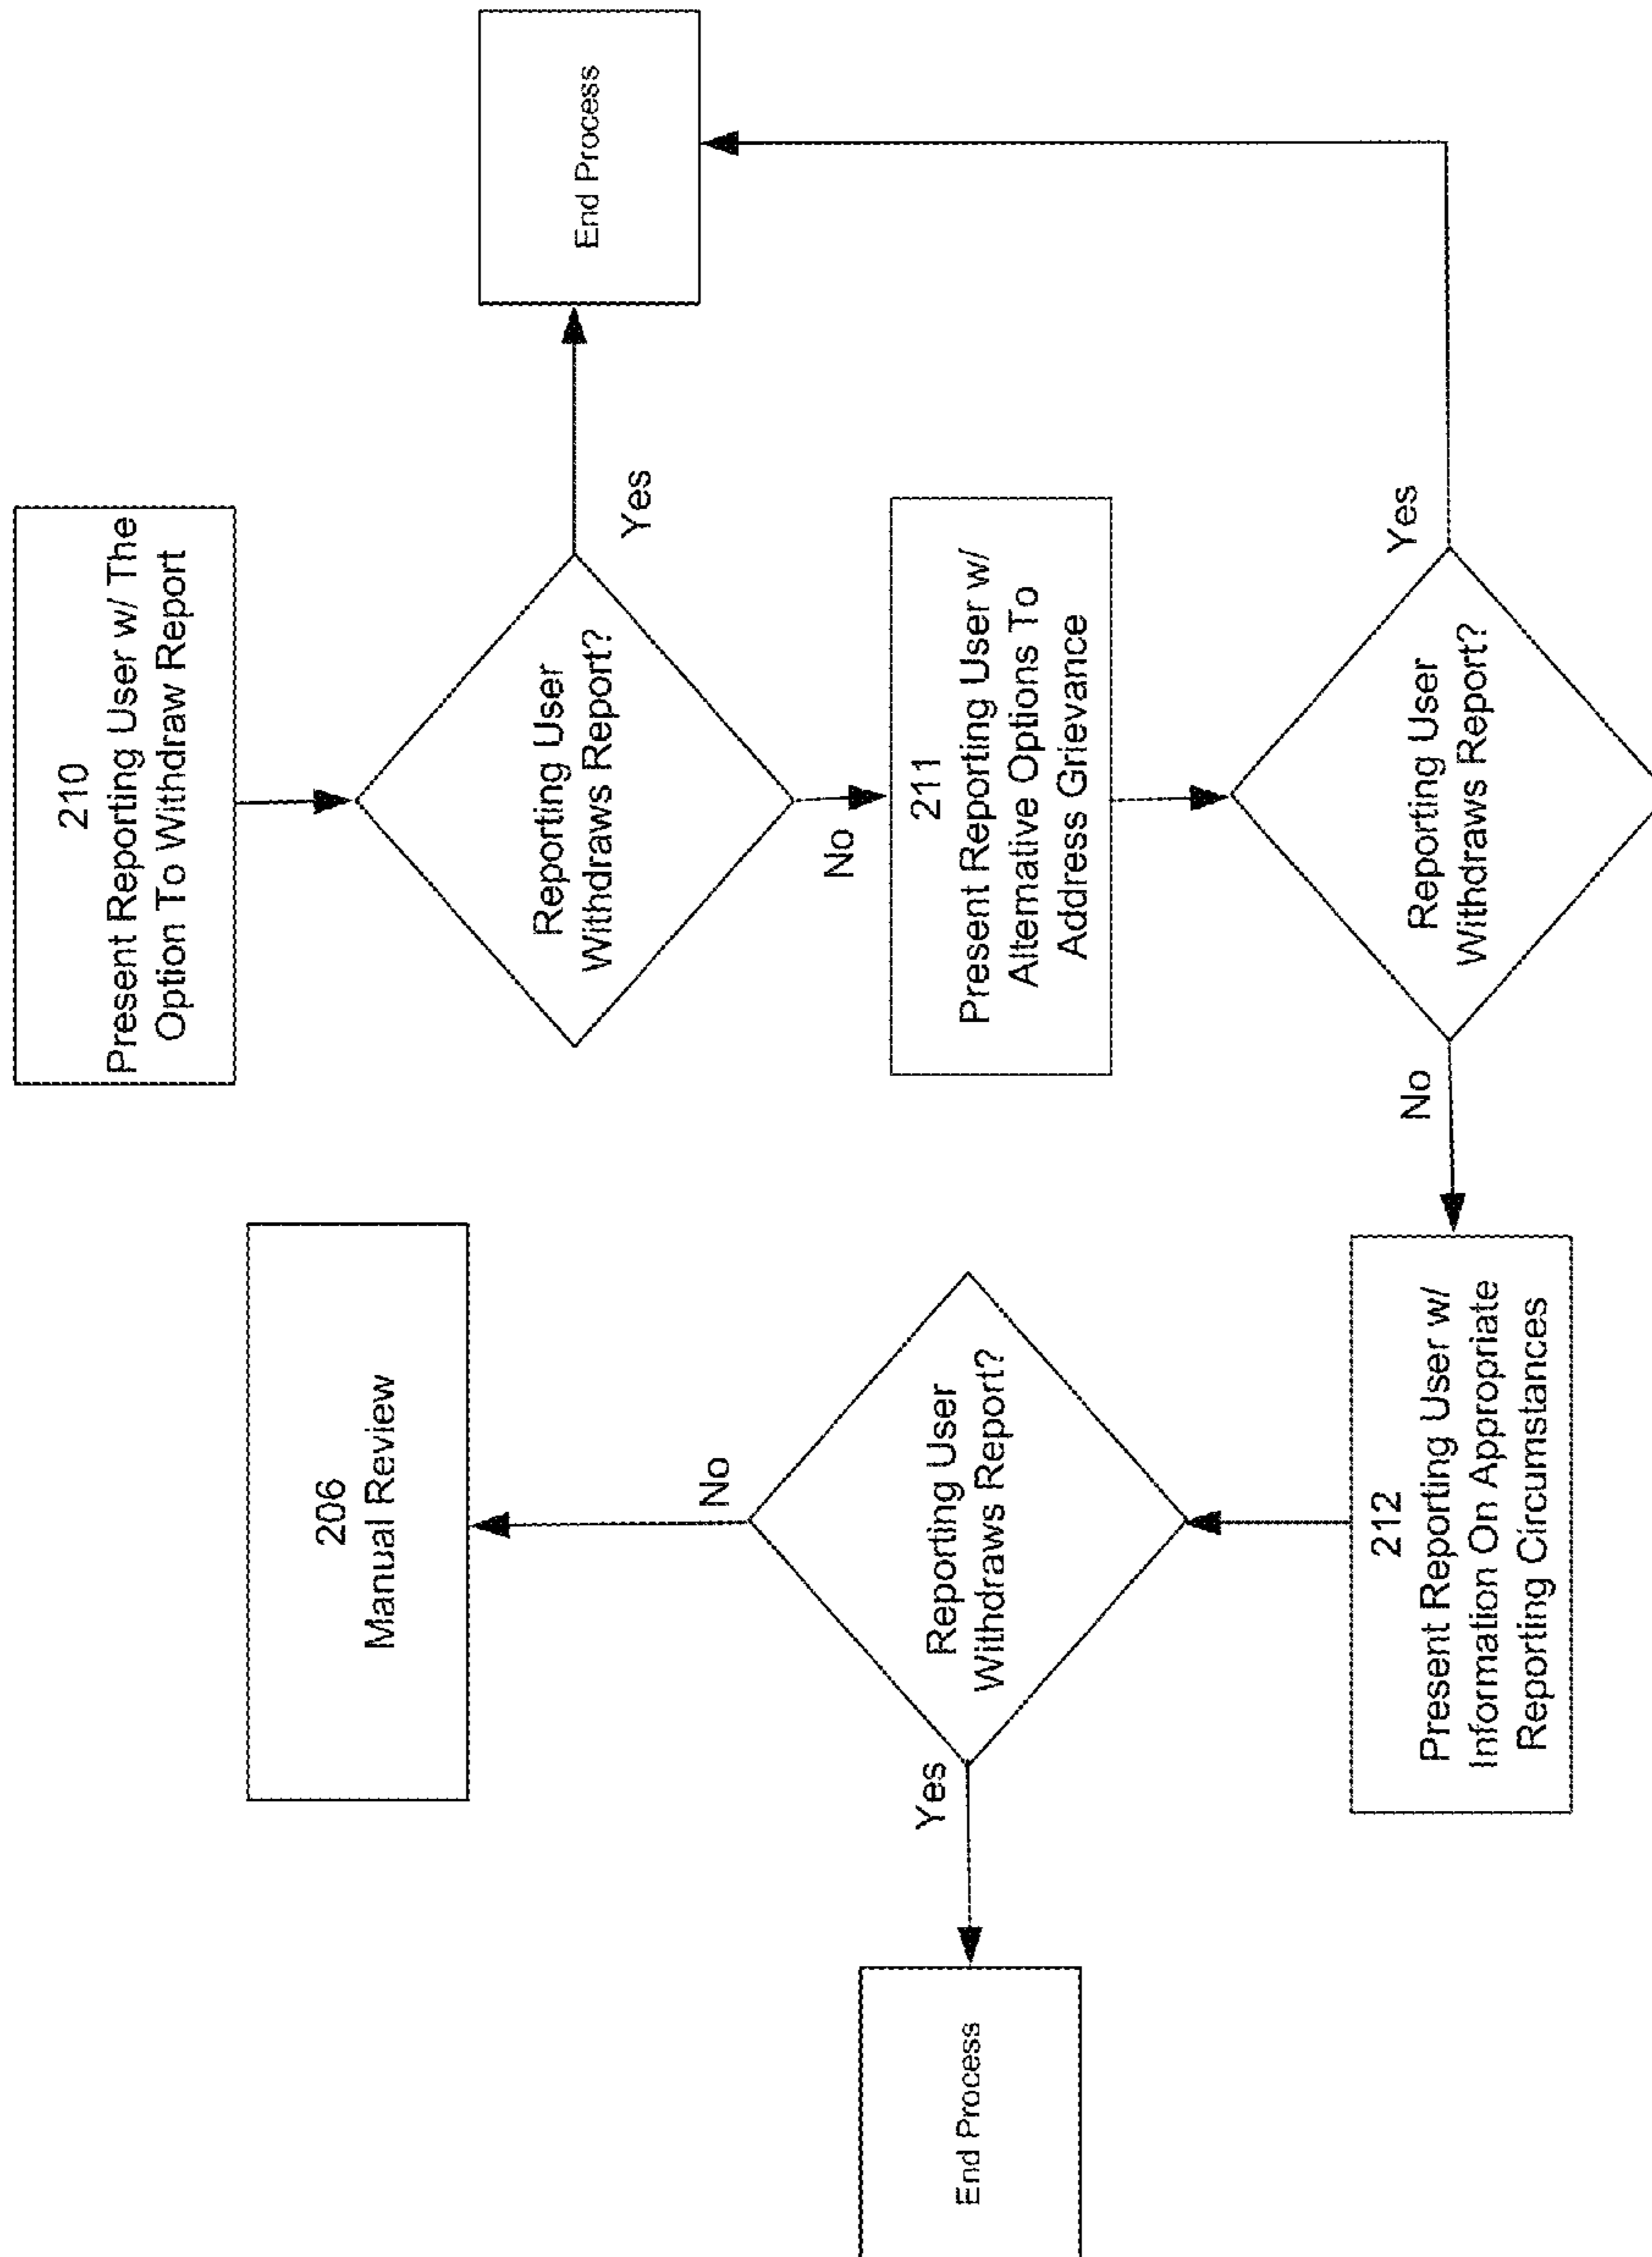 210
Present Reporting User w/ The
Option To Withdraw Report
Reporting User
Withdraws Report?
Yes
End Process
No
211
Present Reporting User w/
Alternative Options To
Address Grievance
Reporting User
Withdraws Report?
Yes
No
212
Present Reporting User w/
Information On Appropriate
Reporting Circumstances
Reporting User
Withdraws Report?
No
206
Manual Review
Yes
End Process